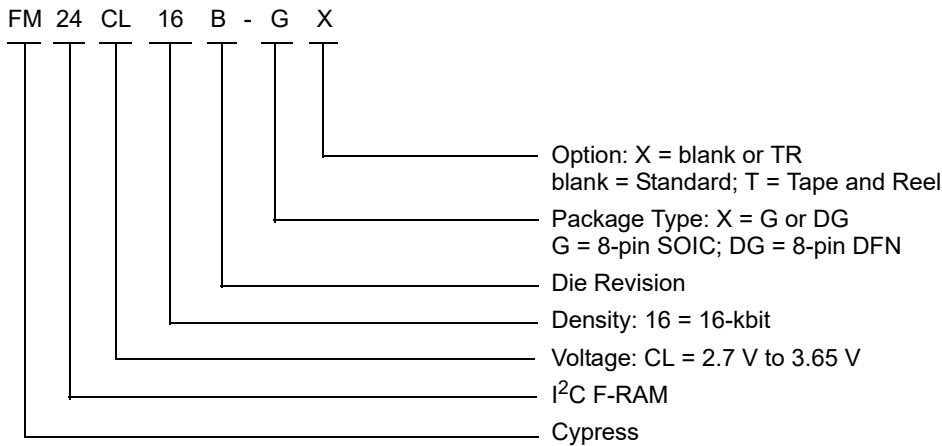 FM 24 CL 16 B - G X
Option: X = blank or TR
blank = Standard; T = Tape and Reel
Package Type: X = G or DG
G = 8-pin SOIC; DG = 8-pin DFN
Die Revision
Density: 16 = 16-kbit
Voltage: CL = 2.7 V to 3.65 V
I²C F-RAM
Cypress